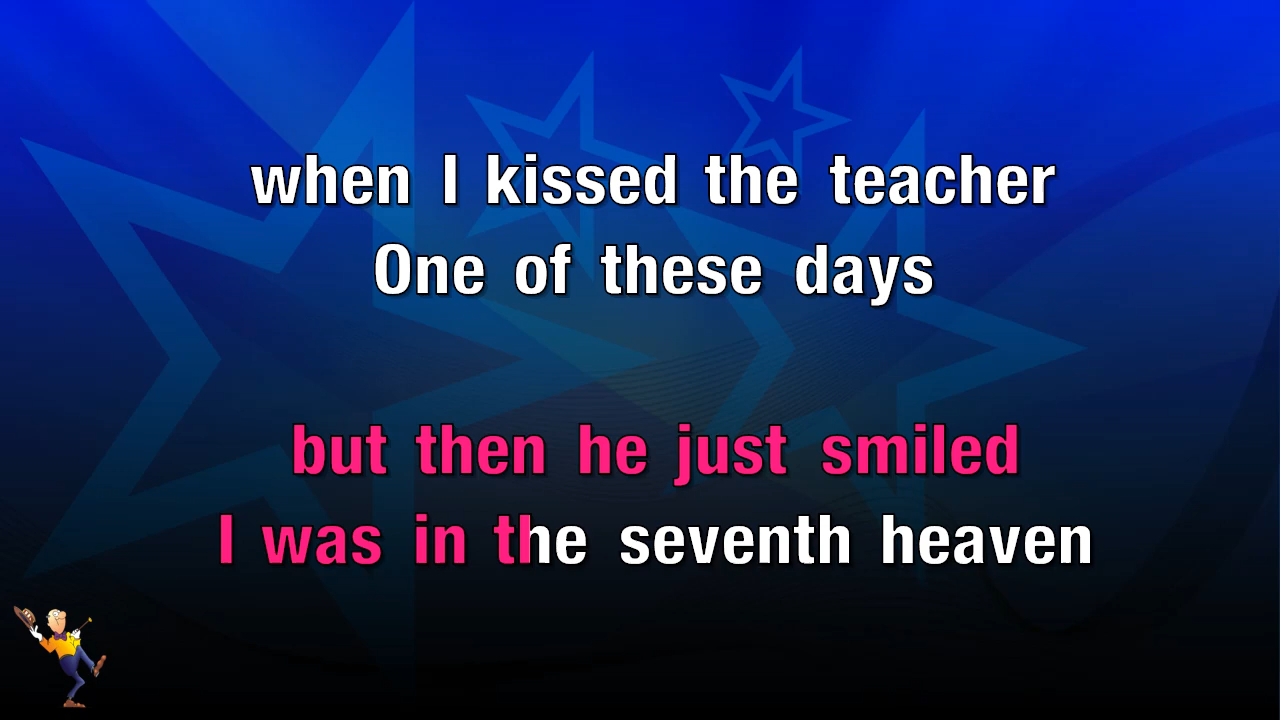 when I kissed the teacher
One of these days
but then he just smiled
I was in the seventh heaven